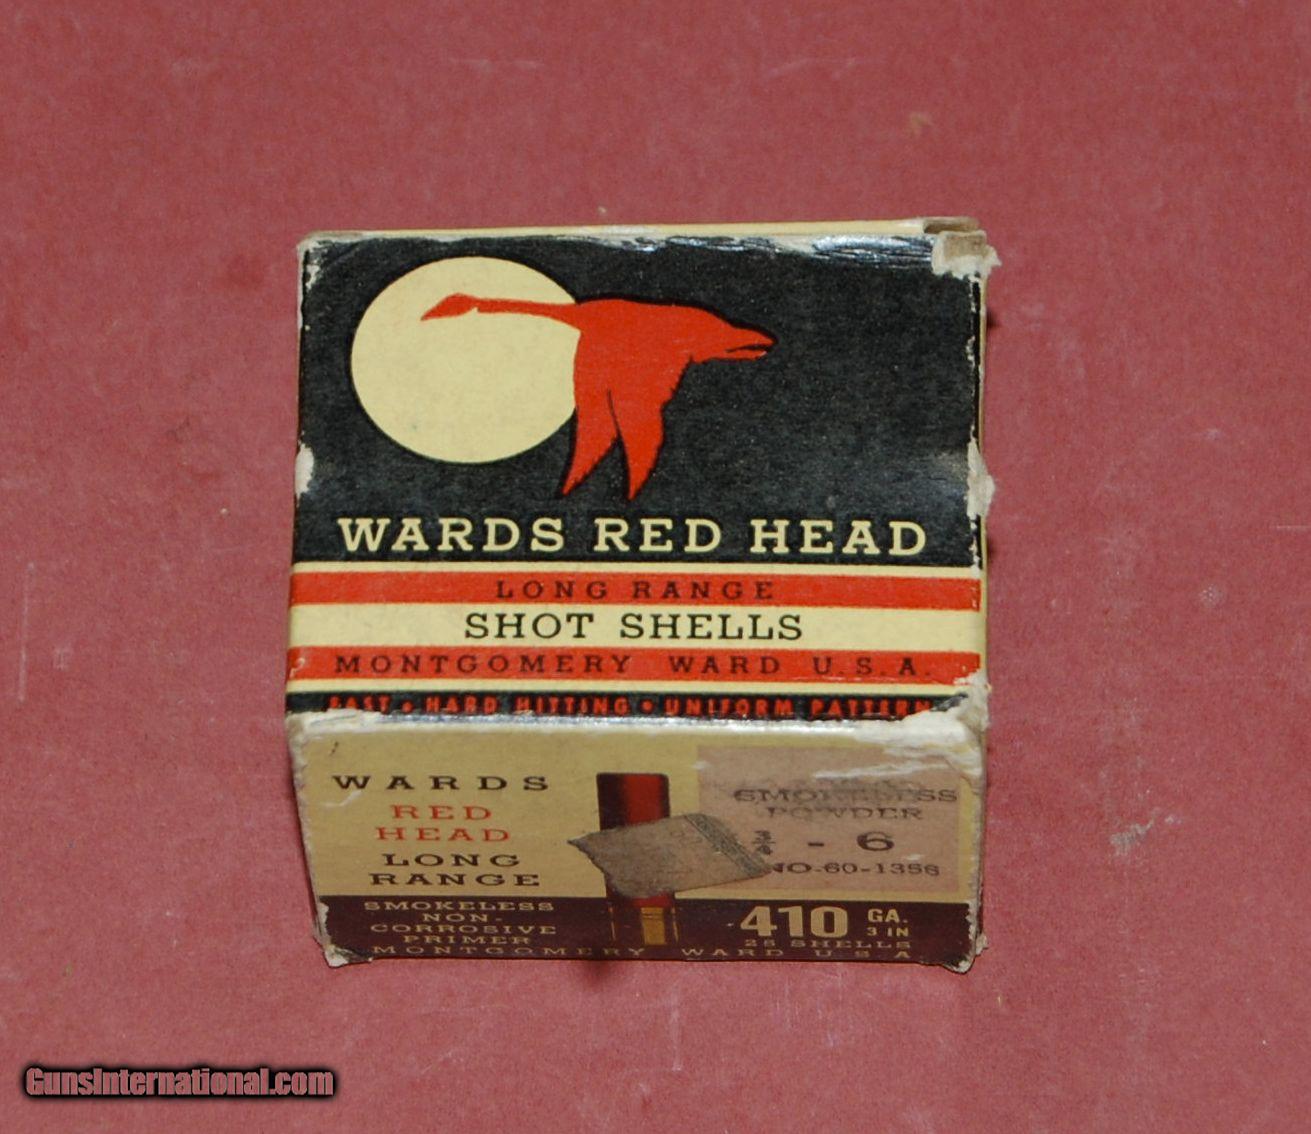 WARDS RED HEAD
LONG RANGE
SHOT SHELLS
MONTGOMERY WARD U.S.A.
FAST • HARD HITTING • UNIFORM PATTERN
WARDS
RED
HEAD
LONG
RANGE
SMOKELESS
NON-
CORROSIVE
PRIMER
MONTGOMERY WARD U S A
SMOKELESS
POWDER
- 6
NO-60-1356
.410 GA.
3 IN
25 SHELLS
GunsInternational.com